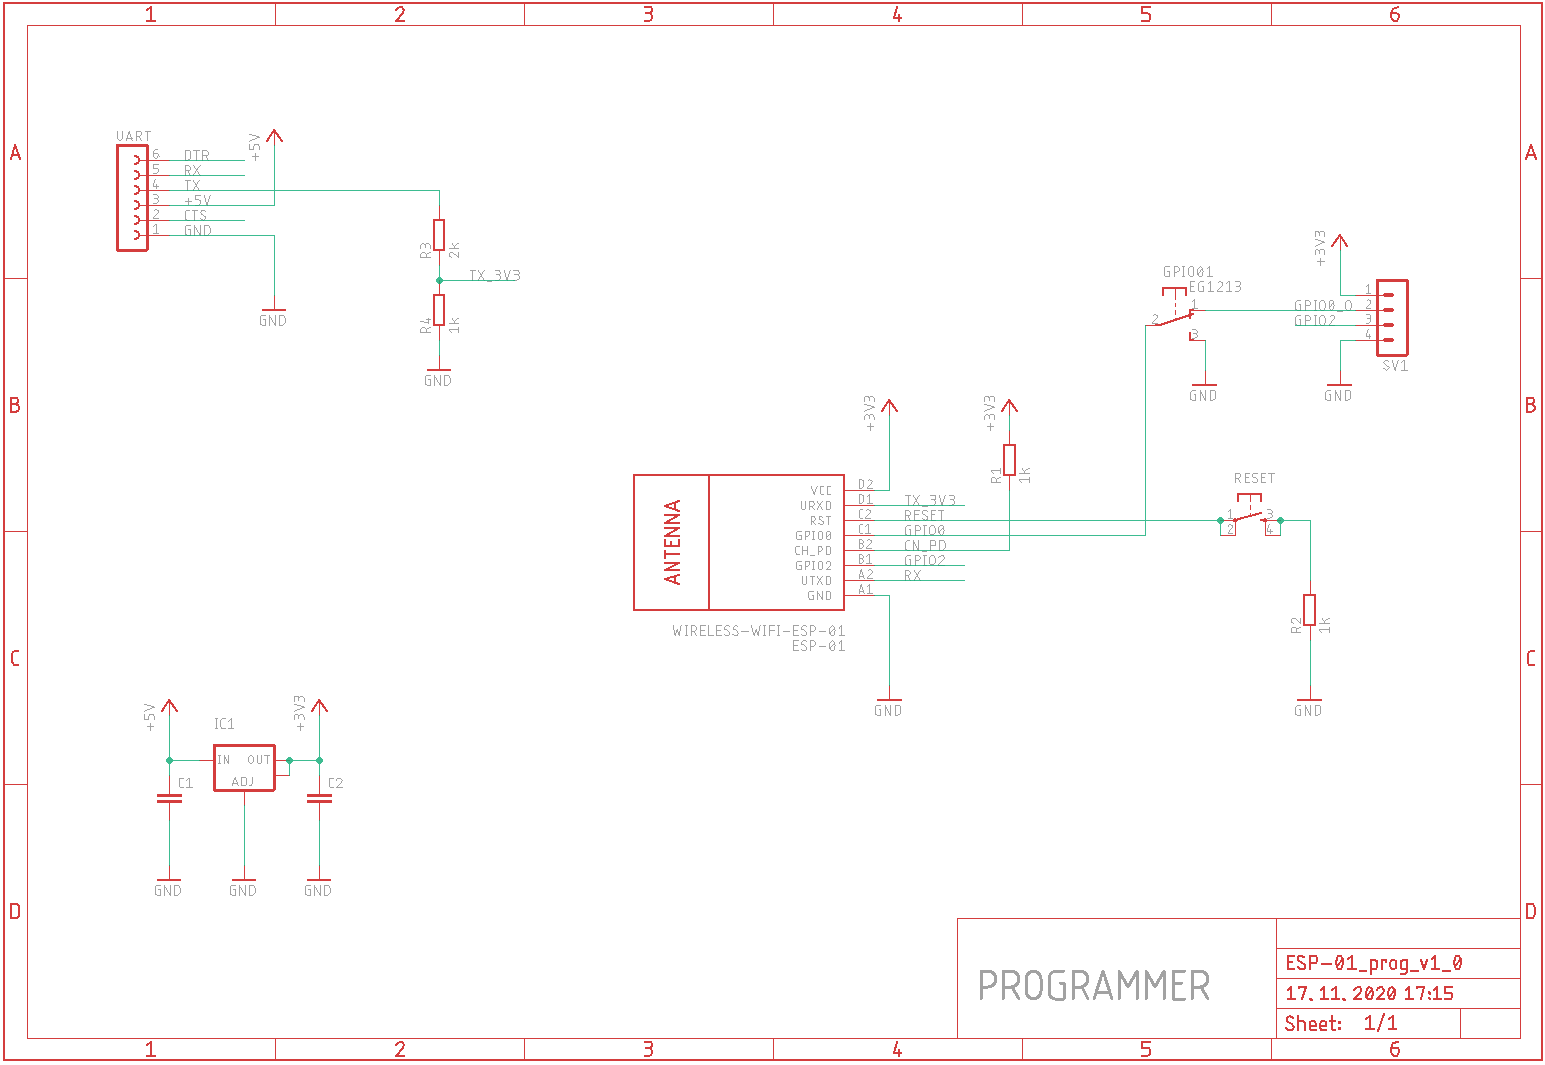 1 2 3 4 5 6
A A
B B
C C
D D
UART
6 DTR
5 RX
4 TX
3 +5V
2 CTS
1 GND
+5V
GND
R3 2k
TX_3V3
R4 1k
GND
GPIO01
EG1213
1
2
3
GND
+3V3
1
GPIO0_O 2
GPIO2 3
4
SV1
GND
+3V3
+3V3
R1 1k
ANTENNA
VCC D2
URXD D1 TX_3V3
RST C2 RESET
GPIO0 C1 GPIO0
CH_PD B2 CN_PD
GPIO2 B1 GPIO2
UTXD A2 RX
GND A1
WIRELESS-WIFI-ESP-01
ESP-01
GND
RESET
1 3
2 4
R2 1k
GND
+5V
+3V3
IC1
IN OUT
ADJ
C1
C2
GND GND GND
PROGRAMMER
ESP-01_prog_v1_0
17.11.2020 17:15
Sheet: 1/1
1 2 3 4 5 6